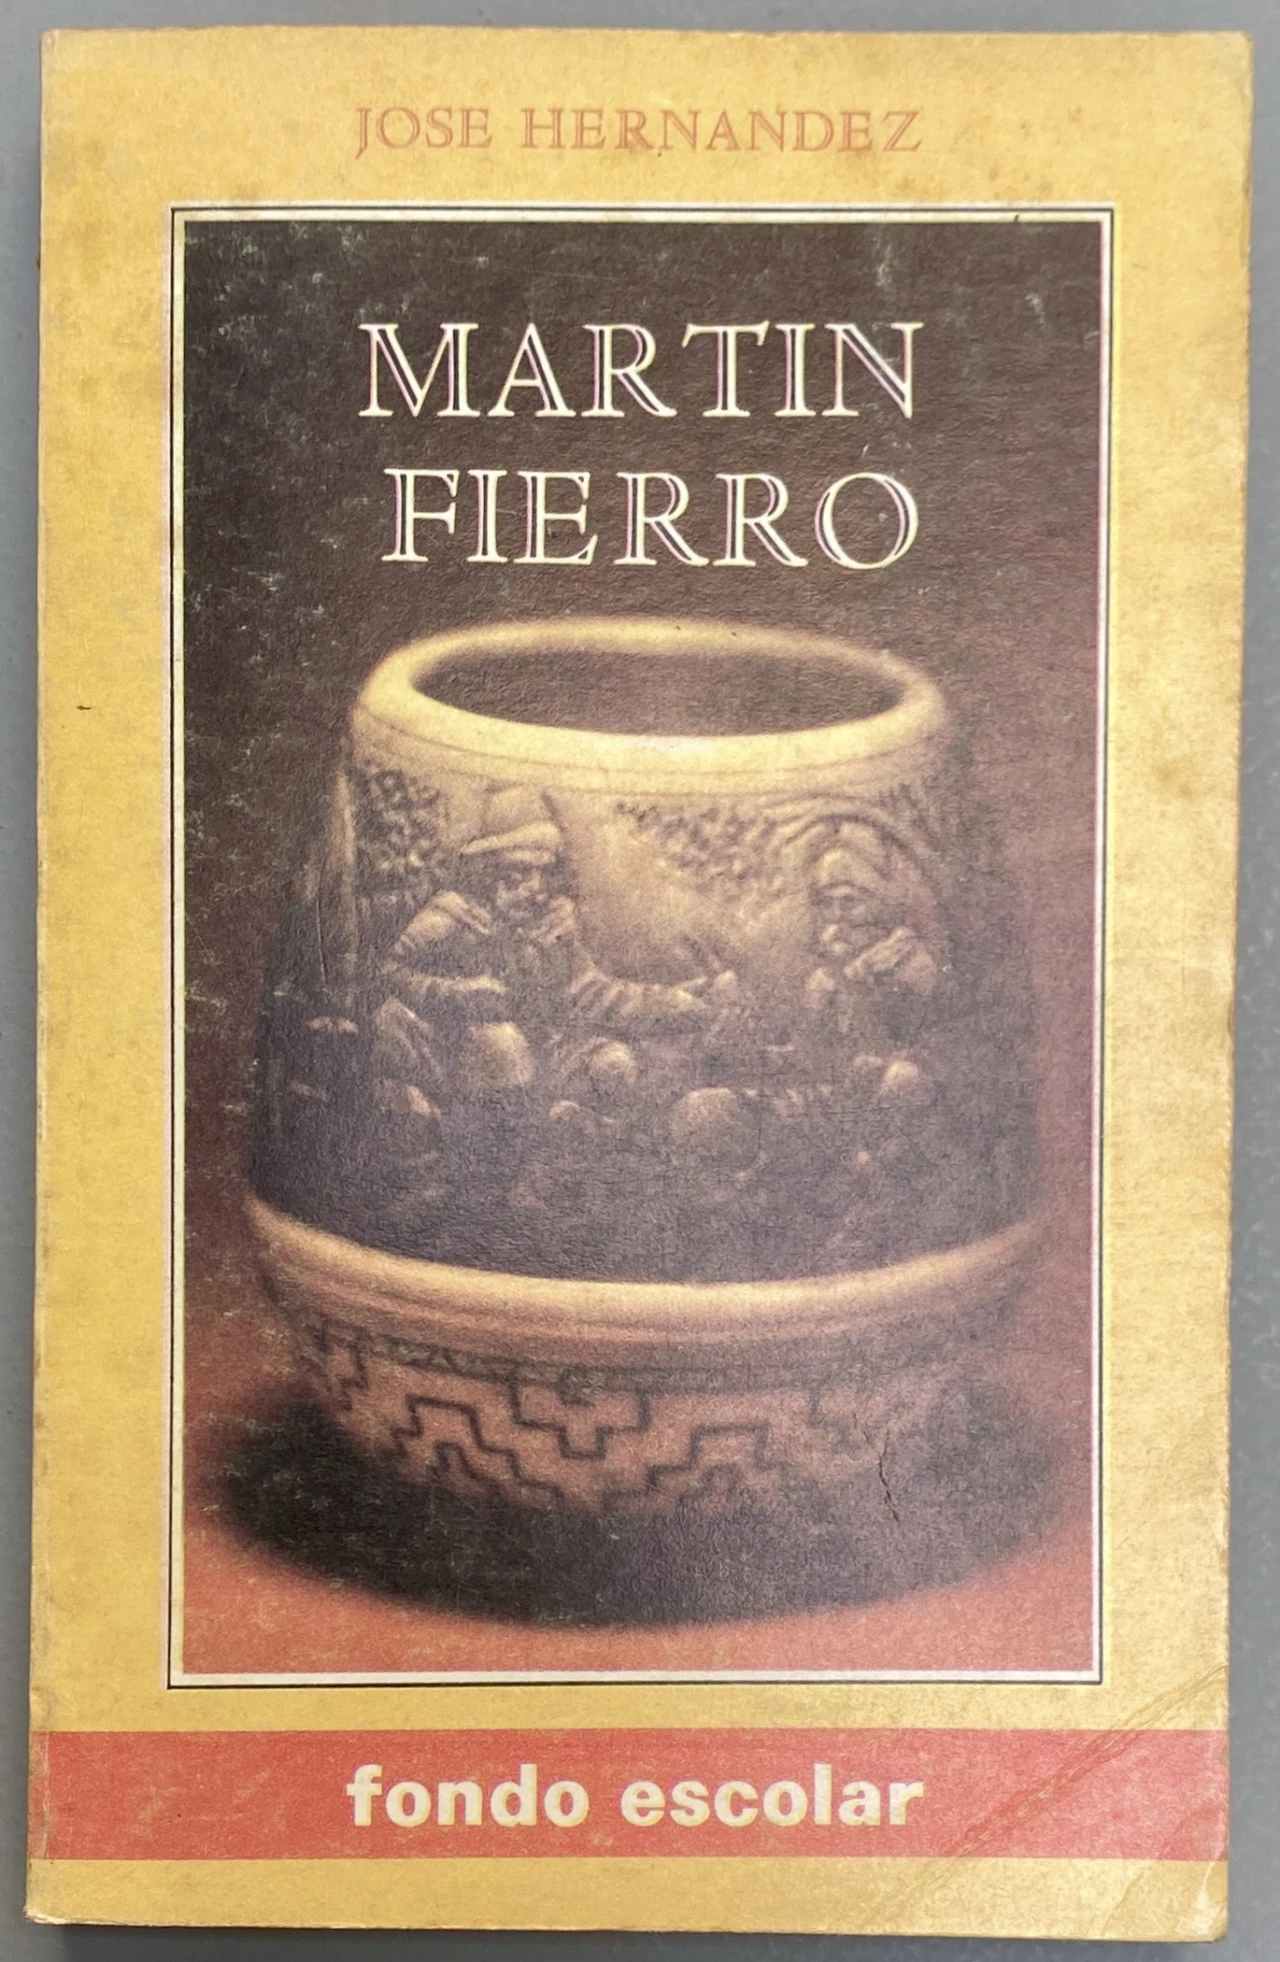 JOSE HERNANDEZ
MARTIN
FIERRO
fondo escolar